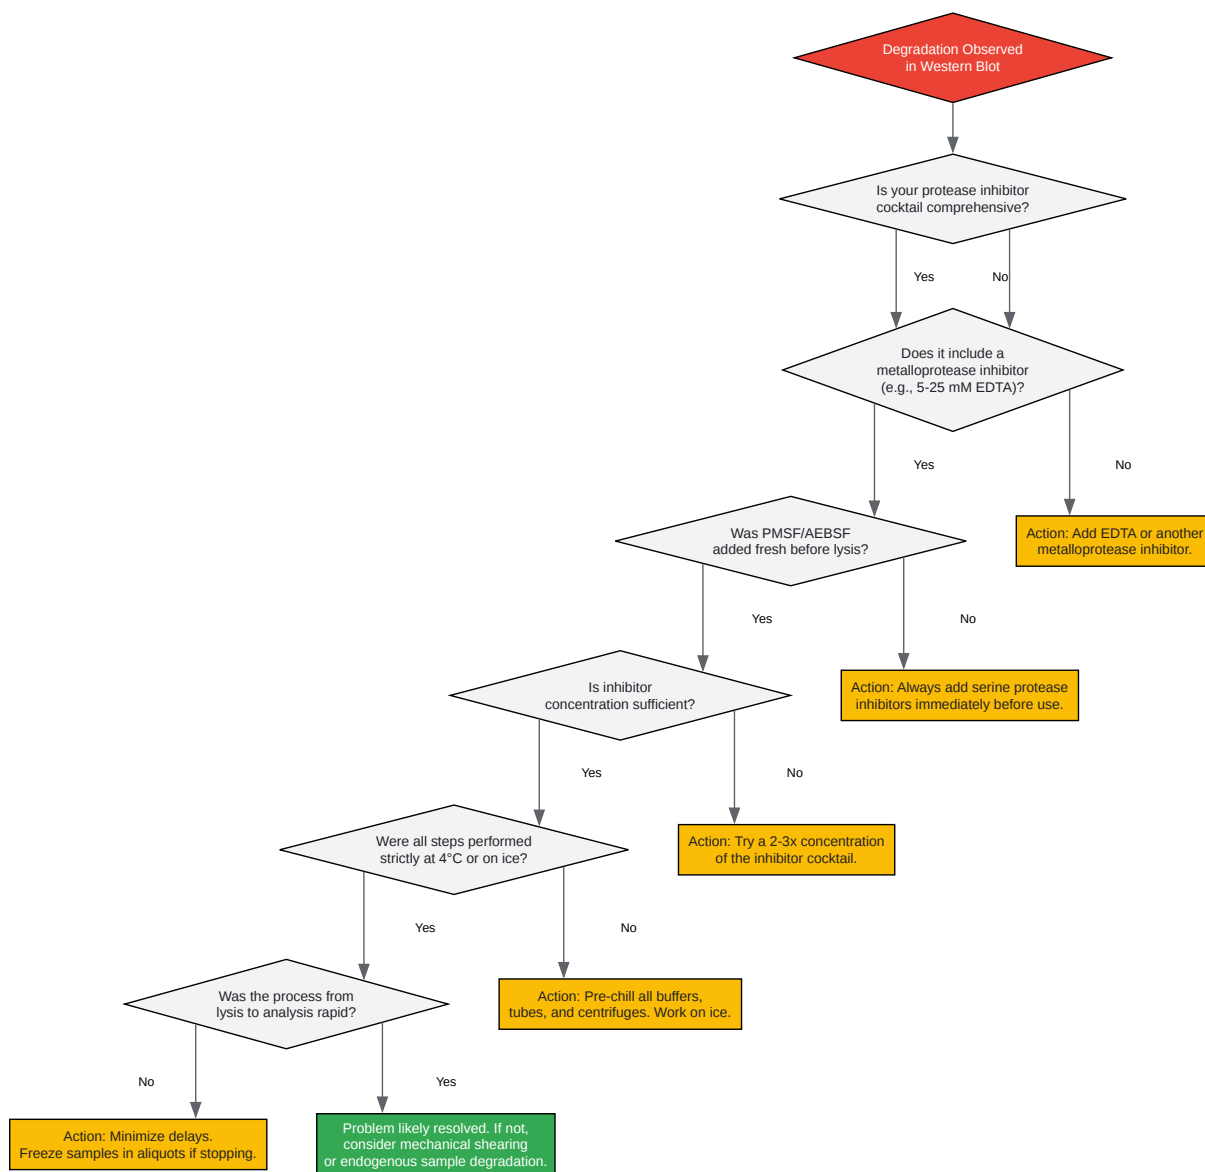 Degradation Observed
in Western Blot
Is your protease inhibitor
cocktail comprehensive?
Yes
No
Does it include a
metalloprotease inhibitor
(e.g., 5-25 mM EDTA)?
Yes
No
Was PMSF/AEBSF
added fresh before lysis?
Action: Add EDTA or another
metalloprotease inhibitor.
Yes
No
Is inhibitor
concentration sufficient?
Action: Always add serine protease
inhibitors immediately before use.
Yes
No
Were all steps performed
strictly at 4°C or on ice?
Action: Try a 2-3x concentration
of the inhibitor cocktail.
Yes
No
Was the process from
lysis to analysis rapid?
Action: Pre-chill all buffers,
tubes, and centrifuges. Work on ice.
No
Yes
Action: Minimize delays.
Freeze samples in aliquots if stopping.
Problem likely resolved. If not,
consider mechanical shearing
or endogenous sample degradation.